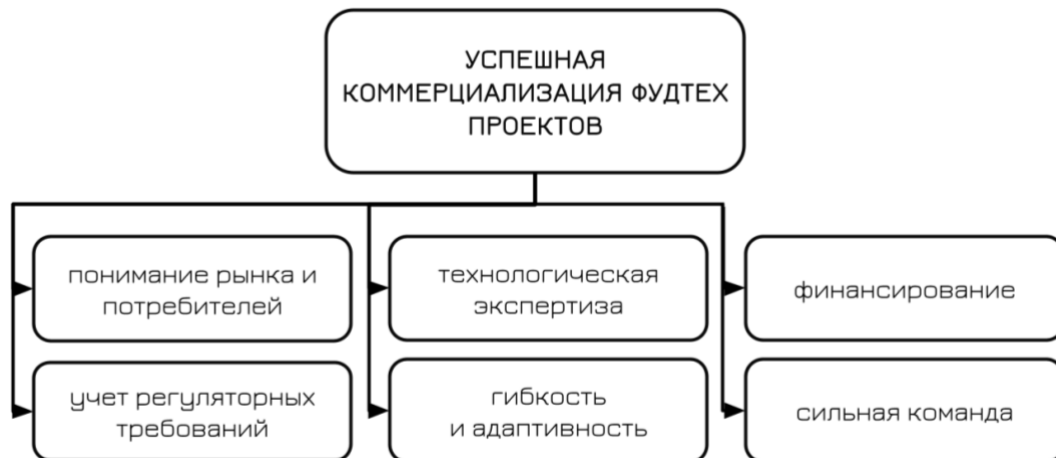 УСПЕШНАЯ
КОММЕРЦИАЛИЗАЦИЯ ФУДТЕХ
ПРОЕКТОВ
понимание рынка и
потребителей
технологическая
экспертиза
финансирование
учет регуляторных
требований
гибкость
и адаптивность
сильная команда